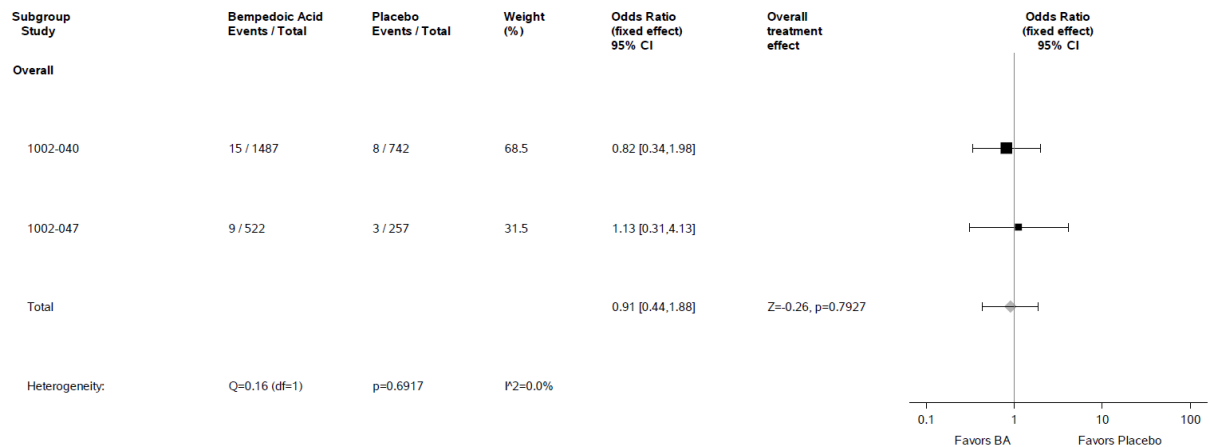 Subgroup Bempedoic Acid Placebo Weight Odds Ratio Overall Odds Ratio
Study Events / Total Events / Total (%) (fixed effect) treatment (fixed effect)
95% CI effect 95% CI
Overall
1002-040 15 / 1487 8 / 742 68.5 0.82 [0.34,1.98]
1002-047 9 / 522 3 / 257 31.5 1.13 [0.31,4.13]
Total 0.91 [0.44,1.88] Z=-0.26, p=0.7927
Heterogeneity: Q=0.16 (df=1) p=0.6917 I^2=0.0%
0.1 1 10 100
Favors BA Favors Placebo